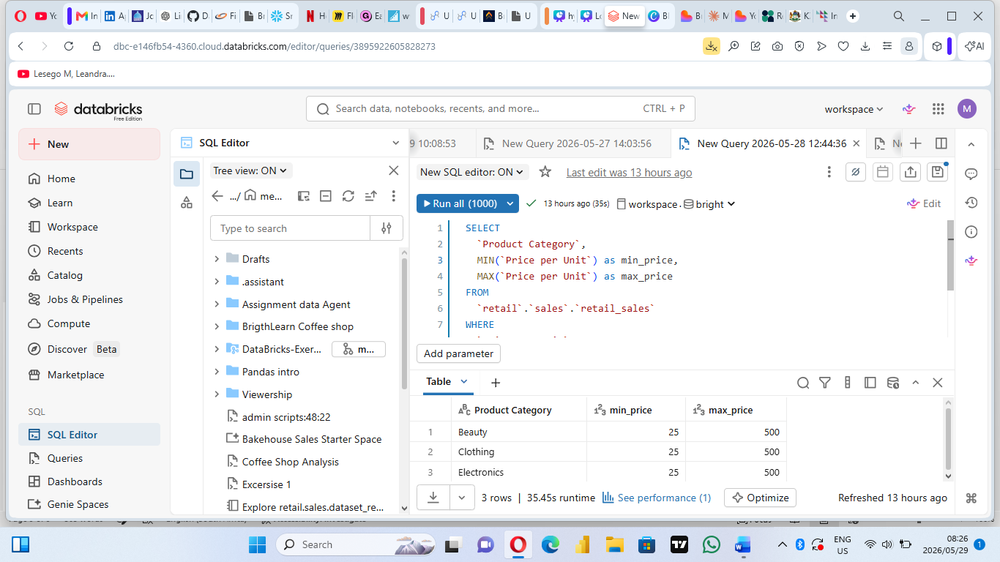 Yo
In
A
Jo
Li
D
Fi
B
Sr
H
Fl
Ea
w
U
U
B
U
hy
Lo
New
Bl
B
M
Yo
R
K
In
dbc-e146fb54-4360.cloud.databricks.com/editor/queries/3895922605828273
AI
Lesego M, Leandra....
databricks
Free Edition
Search data, notebooks, recents, and more...
CTRL + P
workspace
M
New
Home
Learn
Workspace
Recents
Catalog
Jobs & Pipelines
Compute
Discover Beta
Marketplace
SQL
SQL Editor
Queries
Dashboards
Genie Spaces
SQL Editor
Tree view: ON
.../ me...
Type to search
Drafts
.assistant
Assignment data Agent
BrigthLearn Coffee shop
DataBricks-Exer... m...
Pandas intro
Viewership
admin scripts:48:22
Bakehouse Sales Starter Space
Coffee Shop Analysis
Excersise 1
Explore retail.sales.dataset_re...
9 10:08:53
New Query 2026-05-27 14:03:56
New Query 2026-05-28 12:44:36
New SQL editor: ON
Last edit was 13 hours ago
Run all (1000)
13 hours ago (35s)
workspace . bright
Edit
1 SELECT
2 `Product Category`,
3 MIN(`Price per Unit`) as min_price,
4 MAX(`Price per Unit`) as max_price
5 FROM
6 `retail`.`sales`.`retail_sales`
7 WHERE
Add parameter
Table
Product Category min_price max_price
1 Beauty 25 500
2 Clothing 25 500
3 Electronics 25 500
3 rows | 35.45s runtime See performance (1) Optimize Refreshed 13 hours ago
Search
ENG
US
08:26
2026/05/29
1